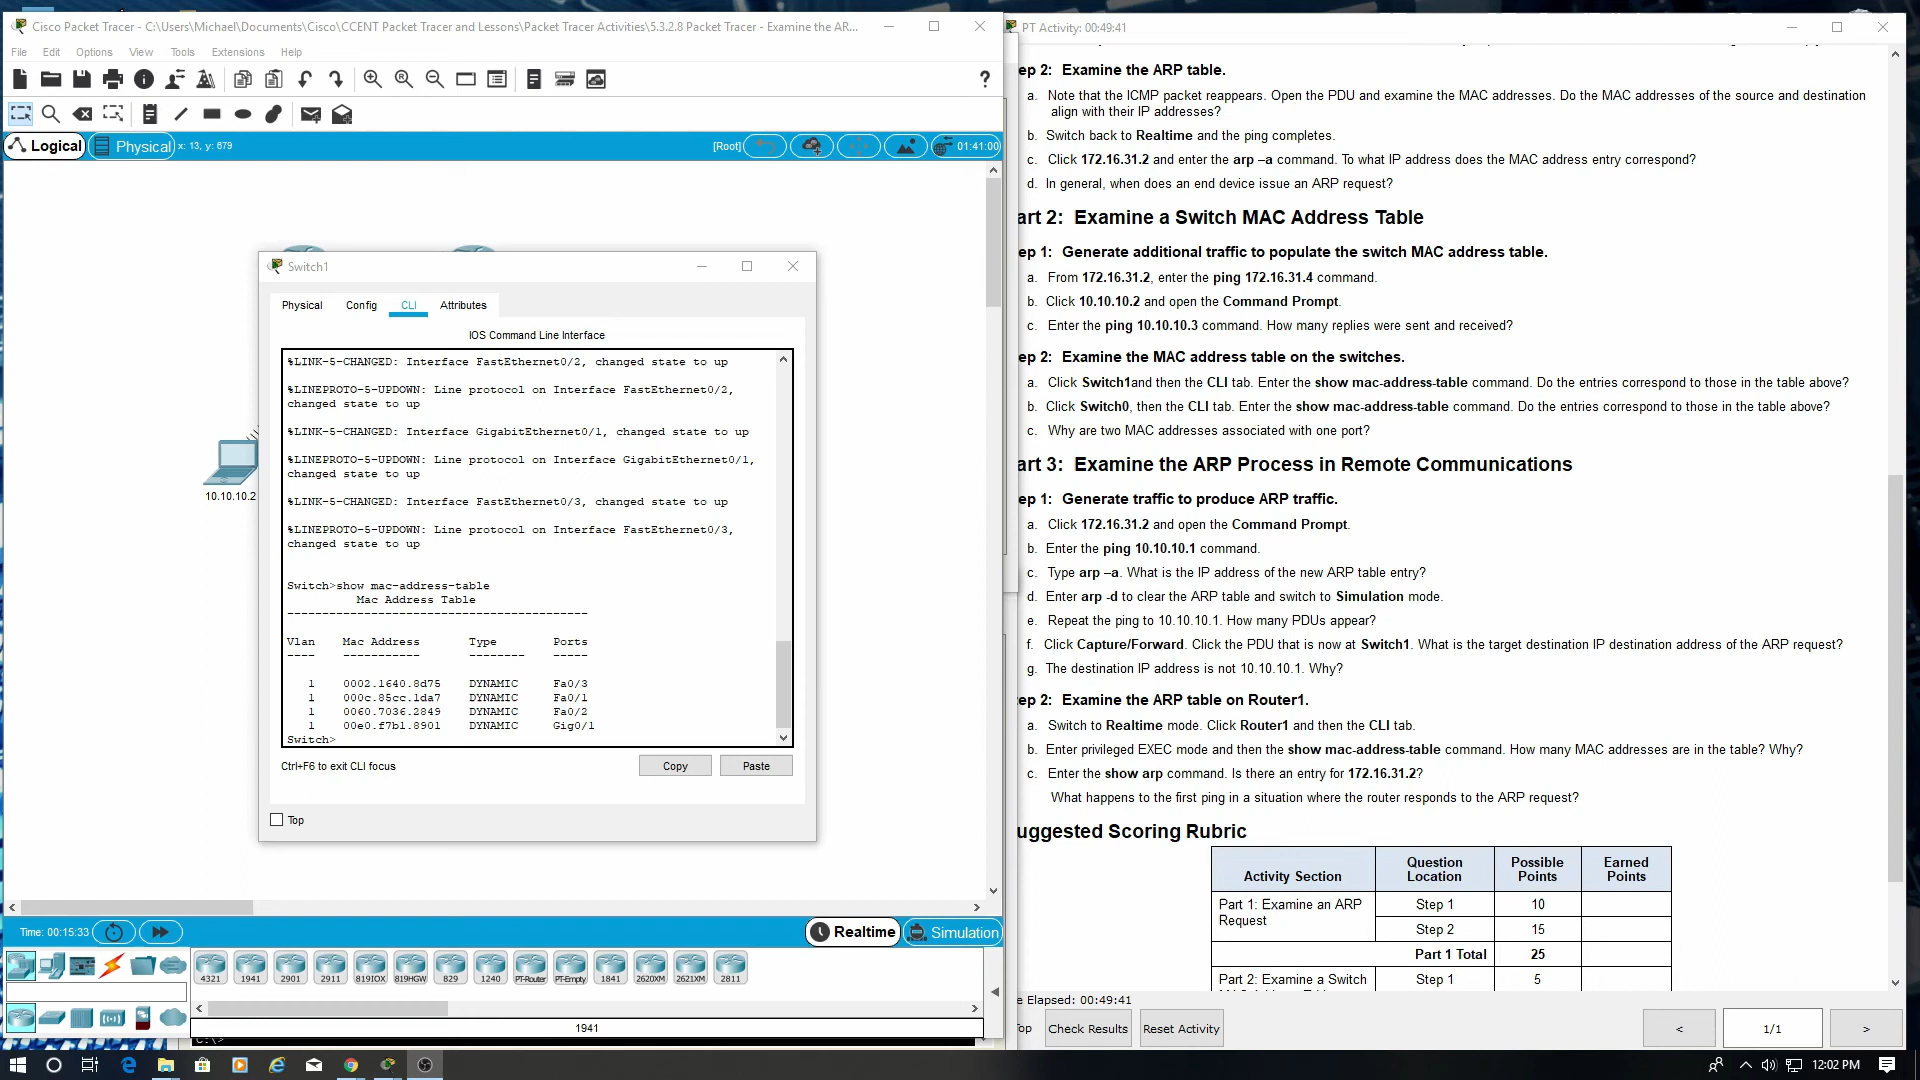 Cisco Packet Tracer - C:\Users\Michael\Documents\Cisco\CCENT Packet Tracer and Lessons\Packet Tracer Activities\5.3.2.8 Packet Tracer - Examine the AR...
File Edit Options View Tools Extensions Help
?
Logical
Physical
x: 13, y: 679
[Root]
01:41:00
10.10.10.2
Switch1
Physical Config CLI Attributes
IOS Command Line Interface
%LINK-5-CHANGED: Interface FastEthernet0/2, changed state to up
%LINEPROTO-5-UPDOWN: Line protocol on Interface FastEthernet0/2,
changed state to up
%LINK-5-CHANGED: Interface GigabitEthernet0/1, changed state to up
%LINEPROTO-5-UPDOWN: Line protocol on Interface GigabitEthernet0/1,
changed state to up
%LINK-5-CHANGED: Interface FastEthernet0/3, changed state to up
%LINEPROTO-5-UPDOWN: Line protocol on Interface FastEthernet0/3,
changed state to up
Switch>show mac-address-table
Mac Address Table
-------------------------------------------
Vlan Mac Address Type Ports
---- ----------- -------- -----
1 0002.1640.8d75 DYNAMIC Fa0/3
1 000c.85cc.1da7 DYNAMIC Fa0/1
1 0060.7036.2849 DYNAMIC Fa0/2
1 00e0.f7b1.8901 DYNAMIC Gig0/1
Switch>
Ctrl+F6 to exit CLI focus
Copy
Paste
Top
Time: 00:15:33
Realtime
Simulation
4321 1941 2901 2911 819IOX 819HGW 829 1240 PT-Router PT-Empty 1841 2620XM 2621XM 2811
1941
C:\>
PT Activity: 00:49:41
ep 2: Examine the ARP table.
a. Note that the ICMP packet reappears. Open the PDU and examine the MAC addresses. Do the MAC addresses of the source and destination
align with their IP addresses?
b. Switch back to Realtime and the ping completes.
c. Click 172.16.31.2 and enter the arp –a command. To what IP address does the MAC address entry correspond?
d. In general, when does an end device issue an ARP request?
art 2: Examine a Switch MAC Address Table
ep 1: Generate additional traffic to populate the switch MAC address table.
a. From 172.16.31.2, enter the ping 172.16.31.4 command.
b. Click 10.10.10.2 and open the Command Prompt.
c. Enter the ping 10.10.10.3 command. How many replies were sent and received?
ep 2: Examine the MAC address table on the switches.
a. Click Switch1and then the CLI tab. Enter the show mac-address-table command. Do the entries correspond to those in the table above?
b. Click Switch0, then the CLI tab. Enter the show mac-address-table command. Do the entries correspond to those in the table above?
c. Why are two MAC addresses associated with one port?
art 3: Examine the ARP Process in Remote Communications
ep 1: Generate traffic to produce ARP traffic.
a. Click 172.16.31.2 and open the Command Prompt.
b. Enter the ping 10.10.10.1 command.
c. Type arp –a. What is the IP address of the new ARP table entry?
d. Enter arp -d to clear the ARP table and switch to Simulation mode.
e. Repeat the ping to 10.10.10.1. How many PDUs appear?
f. Click Capture/Forward. Click the PDU that is now at Switch1. What is the target destination IP destination address of the ARP request?
g. The destination IP address is not 10.10.10.1. Why?
ep 2: Examine the ARP table on Router1.
a. Switch to Realtime mode. Click Router1 and then the CLI tab.
b. Enter privileged EXEC mode and then the show mac-address-table command. How many MAC addresses are in the table? Why?
c. Enter the show arp command. Is there an entry for 172.16.31.2?
What happens to the first ping in a situation where the router responds to the ARP request?
uggested Scoring Rubric
Activity Section Question Location Possible Points Earned Points
Part 1: Examine an ARP Request Step 1 10
Step 2 15
Part 1 Total 25
Part 2: Examine a Switch Step 1 5
e Elapsed: 00:49:41
op
Check Results
Reset Activity
<
1/1
>
12:02 PM